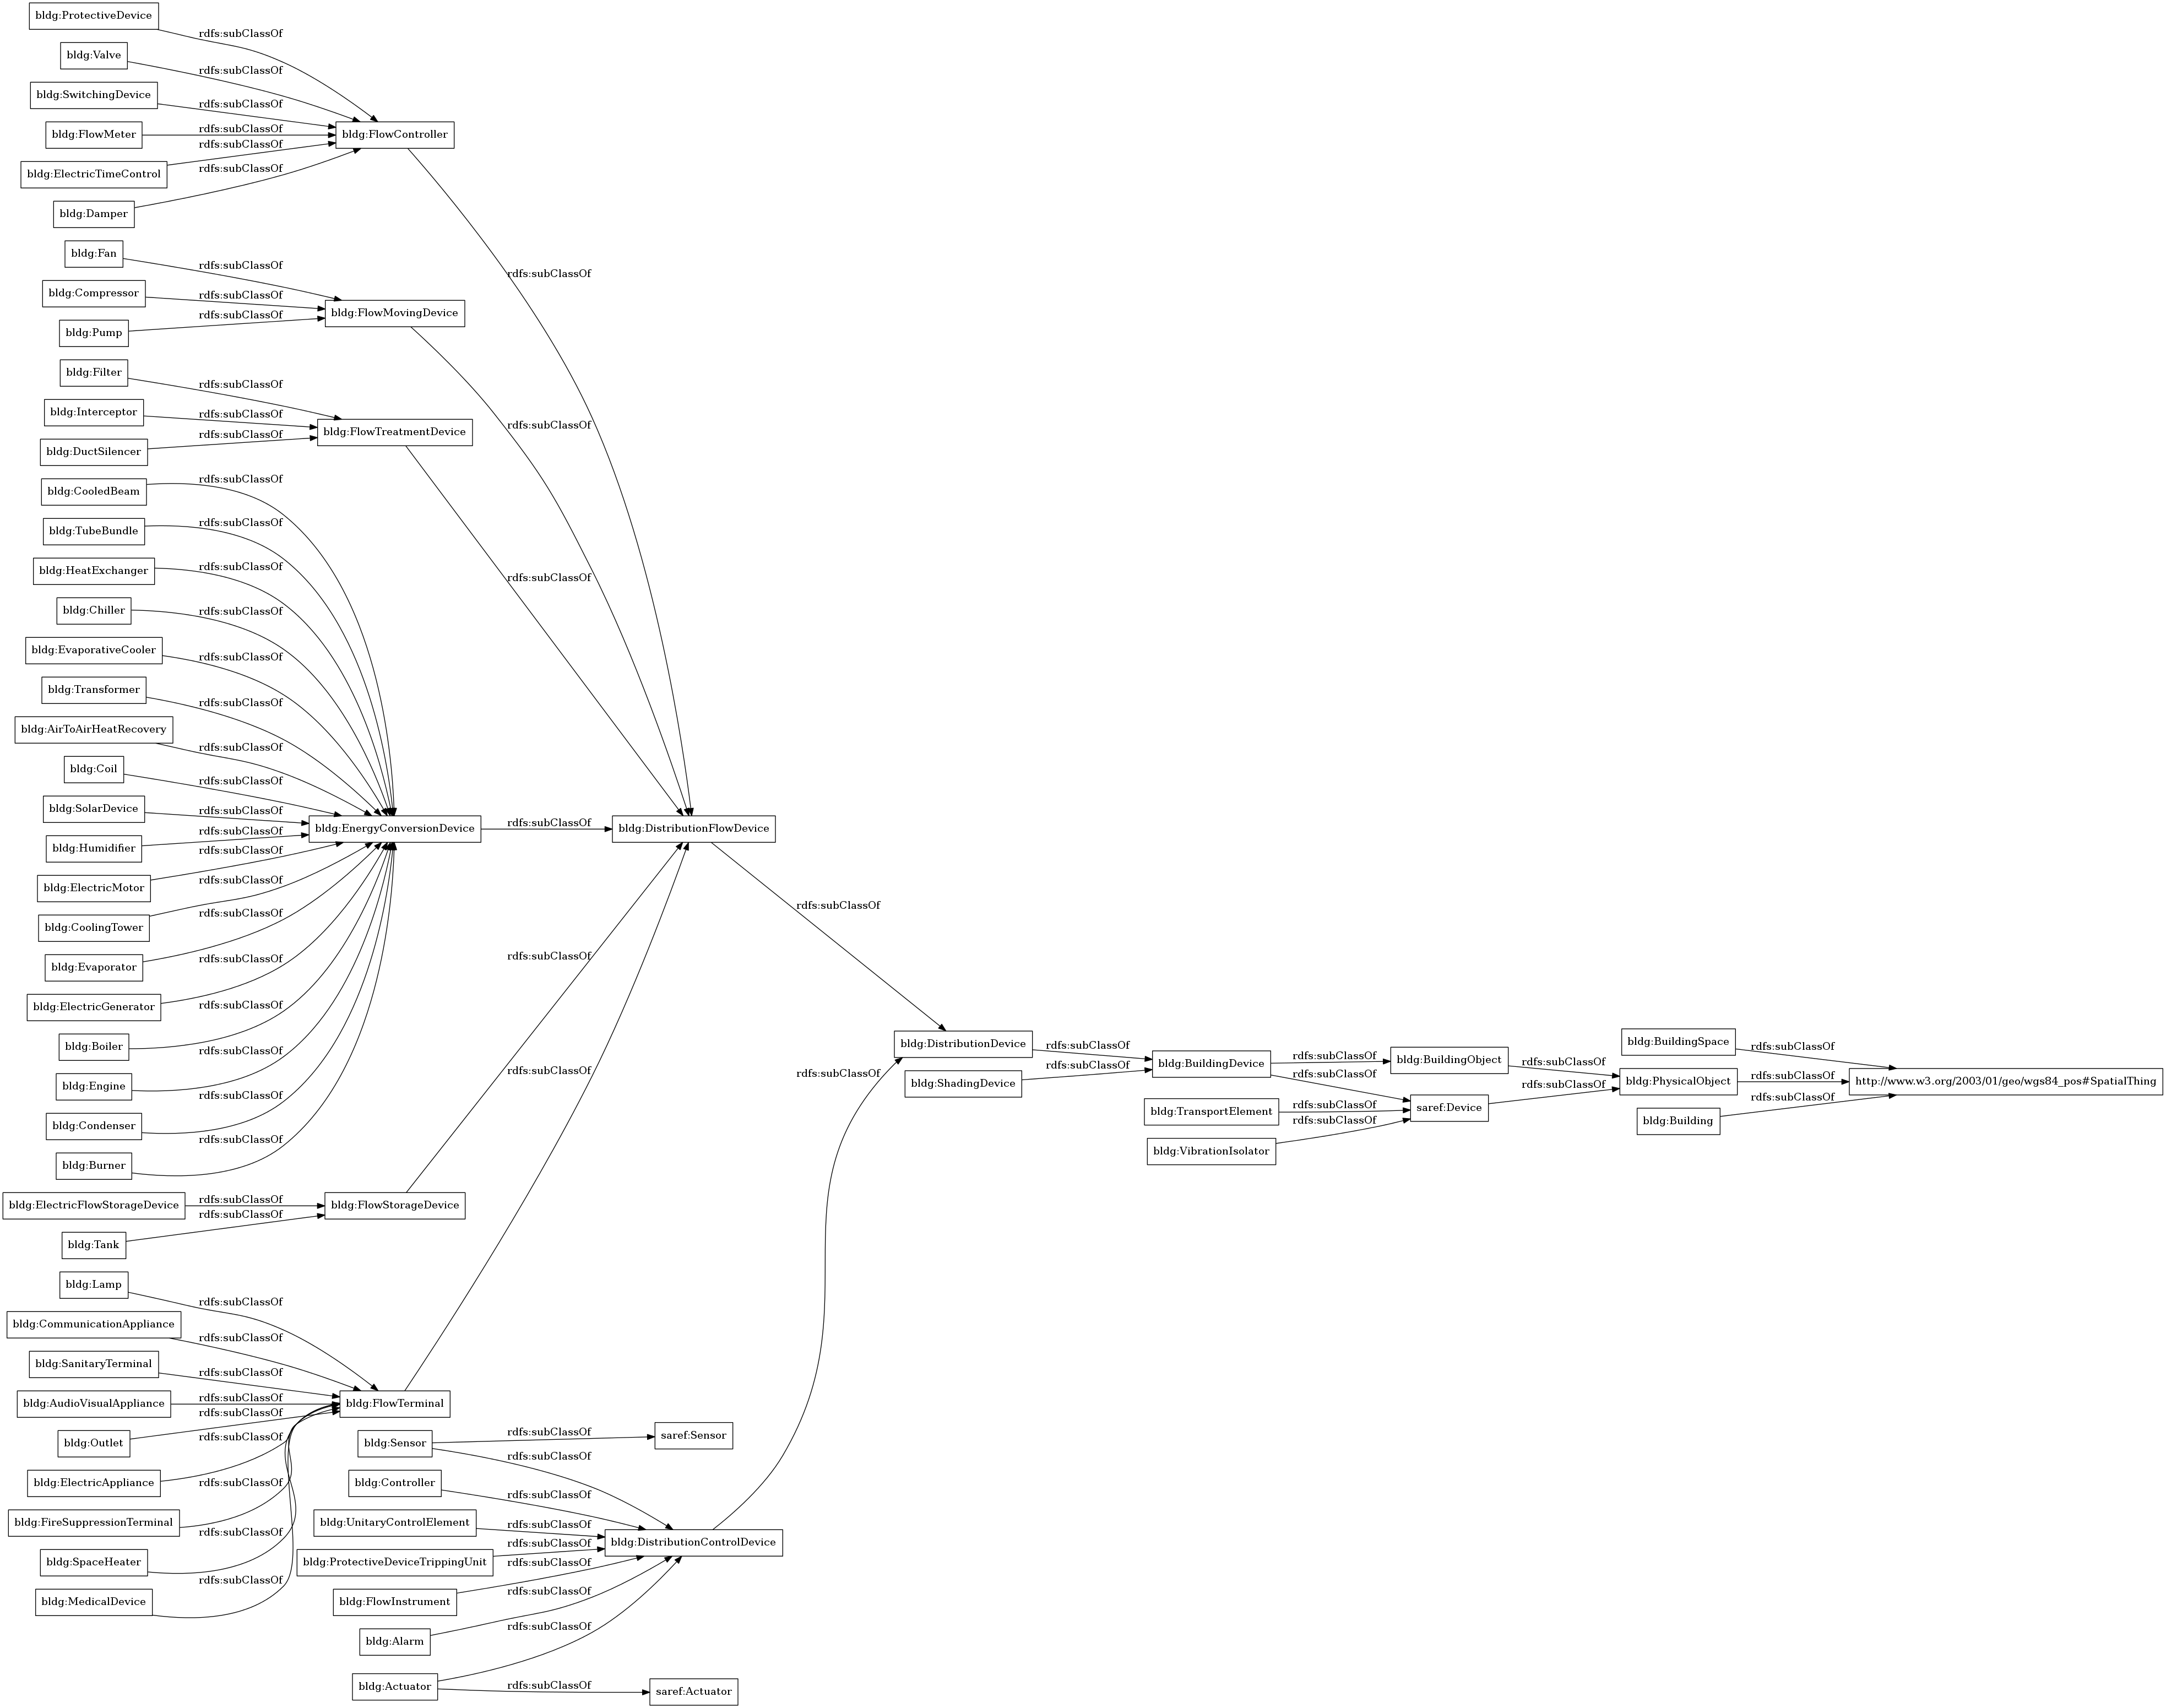 bldg:ProtectiveDevice
rdfs:subClassOf
bldg:Valve
rdfs:subClassOf
bldg:SwitchingDevice
rdfs:subClassOf
bldg:FlowMeter
rdfs:subClassOf
bldg:FlowController
rdfs:subClassOf
bldg:ElectricTimeControl
rdfs:subClassOf
bldg:Damper
bldg:Fan
rdfs:subClassOf
rdfs:subClassOf
bldg:Compressor
rdfs:subClassOf
bldg:FlowMovingDevice
rdfs:subClassOf
bldg:Pump
bldg:Filter
rdfs:subClassOf
bldg:Interceptor
rdfs:subClassOf
rdfs:subClassOf
bldg:FlowTreatmentDevice
rdfs:subClassOf
bldg:DuctSilencer
rdfs:subClassOf
bldg:CooledBeam
rdfs:subClassOf
bldg:TubeBundle
rdfs:subClassOf
bldg:HeatExchanger
rdfs:subClassOf
bldg:Chiller
rdfs:subClassOf
bldg:EvaporativeCooler
rdfs:subClassOf
bldg:Transformer
rdfs:subClassOf
bldg:AirToAirHeatRecovery
rdfs:subClassOf
bldg:Coil
rdfs:subClassOf
bldg:SolarDevice
rdfs:subClassOf
bldg:Humidifier
rdfs:subClassOf
bldg:EnergyConversionDevice
rdfs:subClassOf
bldg:DistributionFlowDevice
rdfs:subClassOf
bldg:ElectricMotor
rdfs:subClassOf
bldg:CoolingTower
rdfs:subClassOf
rdfs:subClassOf
bldg:Evaporator
rdfs:subClassOf
rdfs:subClassOf
bldg:ElectricGenerator
rdfs:subClassOf
bldg:Boiler
rdfs:subClassOf
bldg:Engine
rdfs:subClassOf
bldg:Condenser
rdfs:subClassOf
bldg:Burner
bldg:ElectricFlowStorageDevice
rdfs:subClassOf
bldg:FlowStorageDevice
rdfs:subClassOf
bldg:Tank
rdfs:subClassOf
bldg:DistributionDevice
rdfs:subClassOf
bldg:ShadingDevice
rdfs:subClassOf
rdfs:subClassOf
bldg:BuildingDevice
rdfs:subClassOf
rdfs:subClassOf
bldg:BuildingObject
rdfs:subClassOf
bldg:TransportElement
rdfs:subClassOf
saref:Device
rdfs:subClassOf
bldg:VibrationIsolator
rdfs:subClassOf
bldg:BuildingSpace
rdfs:subClassOf
bldg:PhysicalObject
rdfs:subClassOf
http://www.w3.org/2003/01/geo/wgs84_pos#SpatialThing
bldg:Building
rdfs:subClassOf
bldg:Lamp
rdfs:subClassOf
bldg:CommunicationAppliance
rdfs:subClassOf
bldg:SanitaryTerminal
rdfs:subClassOf
bldg:AudioVisualAppliance
rdfs:subClassOf
bldg:FlowTerminal
rdfs:subClassOf
bldg:Outlet
rdfs:subClassOf
bldg:ElectricAppliance
rdfs:subClassOf
bldg:FireSuppressionTerminal
rdfs:subClassOf
bldg:SpaceHeater
rdfs:subClassOf
bldg:MedicalDevice
bldg:Sensor
rdfs:subClassOf
saref:Sensor
rdfs:subClassOf
bldg:Controller
rdfs:subClassOf
bldg:UnitaryControlElement
rdfs:subClassOf
bldg:DistributionControlDevice
rdfs:subClassOf
bldg:ProtectiveDeviceTrippingUnit
rdfs:subClassOf
bldg:FlowInstrument
rdfs:subClassOf
bldg:Alarm
rdfs:subClassOf
bldg:Actuator
rdfs:subClassOf
saref:Actuator